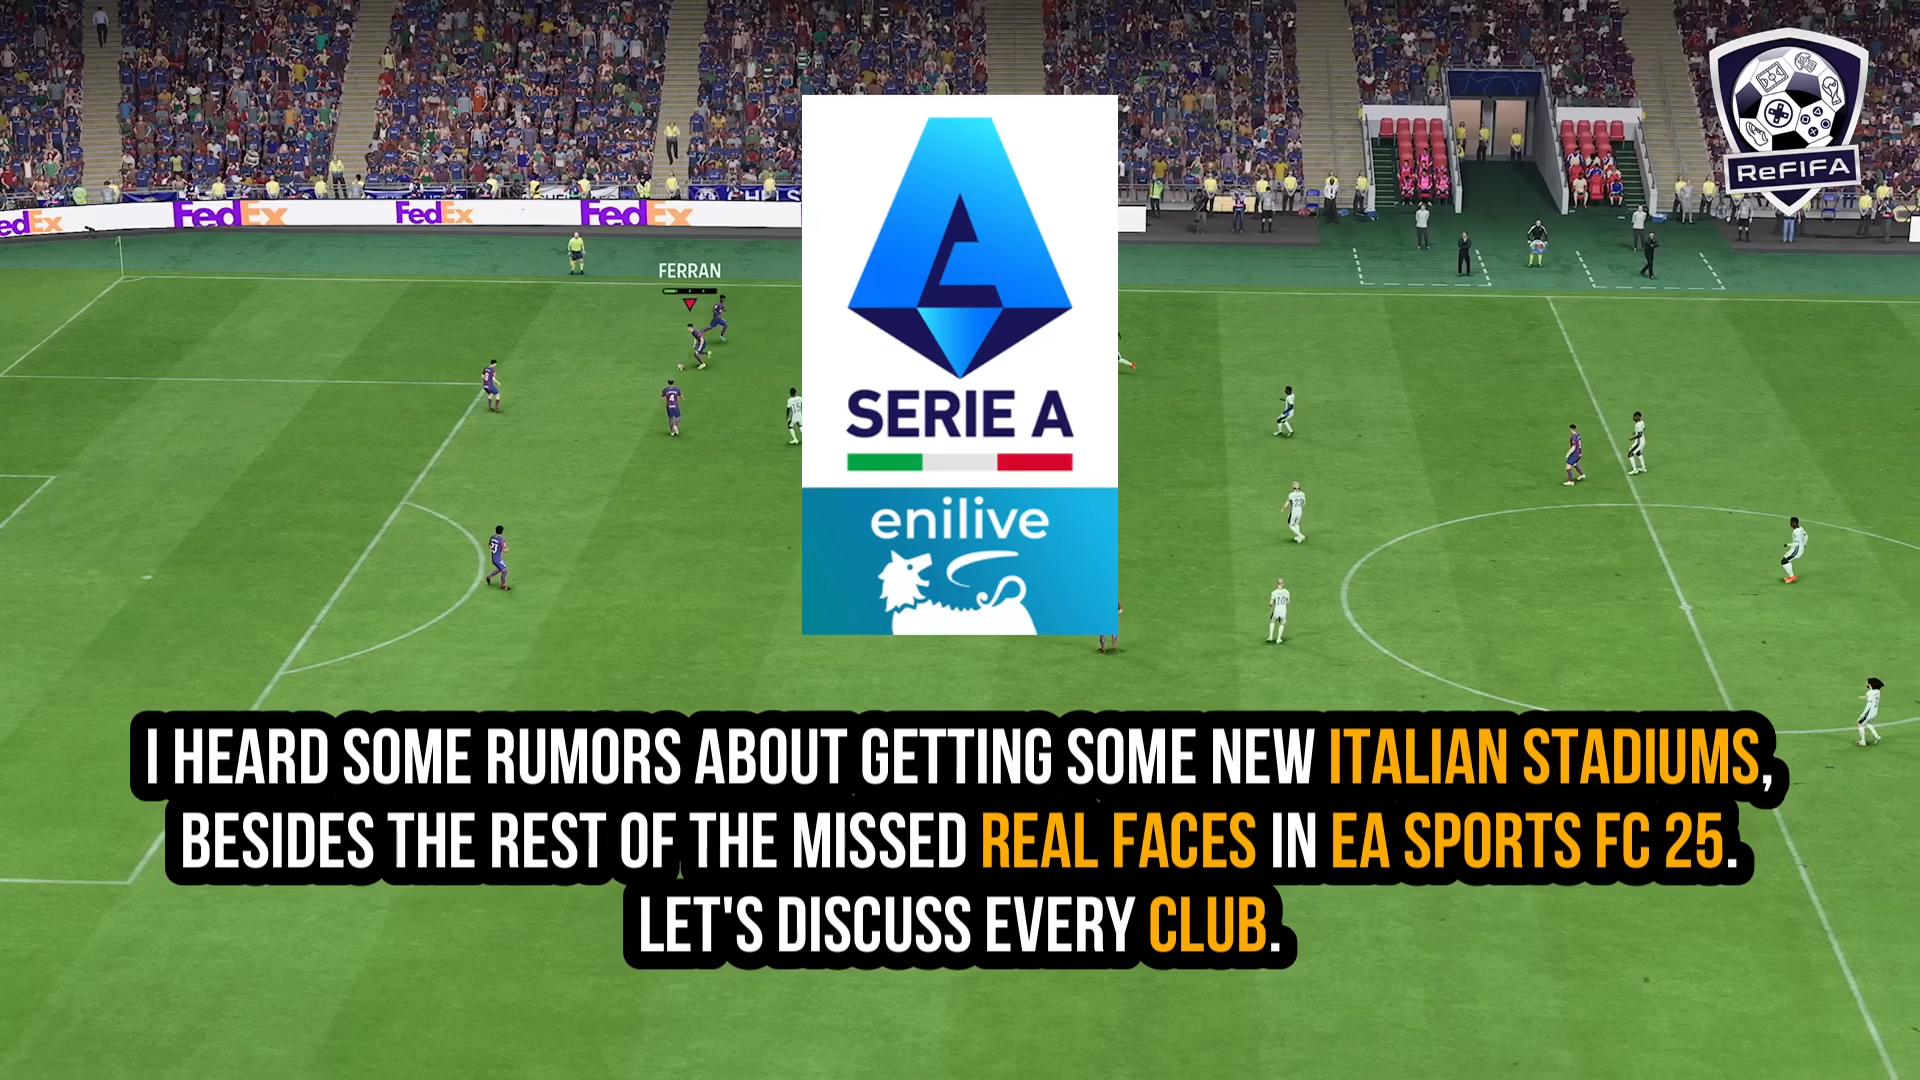 ReFIFA
edEx
FedEx
FedEx
FedEx
FERRAN
SERIE A
enilive
I HEARD SOME RUMORS ABOUT GETTING SOME NEW ITALIAN STADIUMS,
BESIDES THE REST OF THE MISSED REAL FACES IN EA SPORTS FC 25.
LET'S DISCUSS EVERY CLUB.